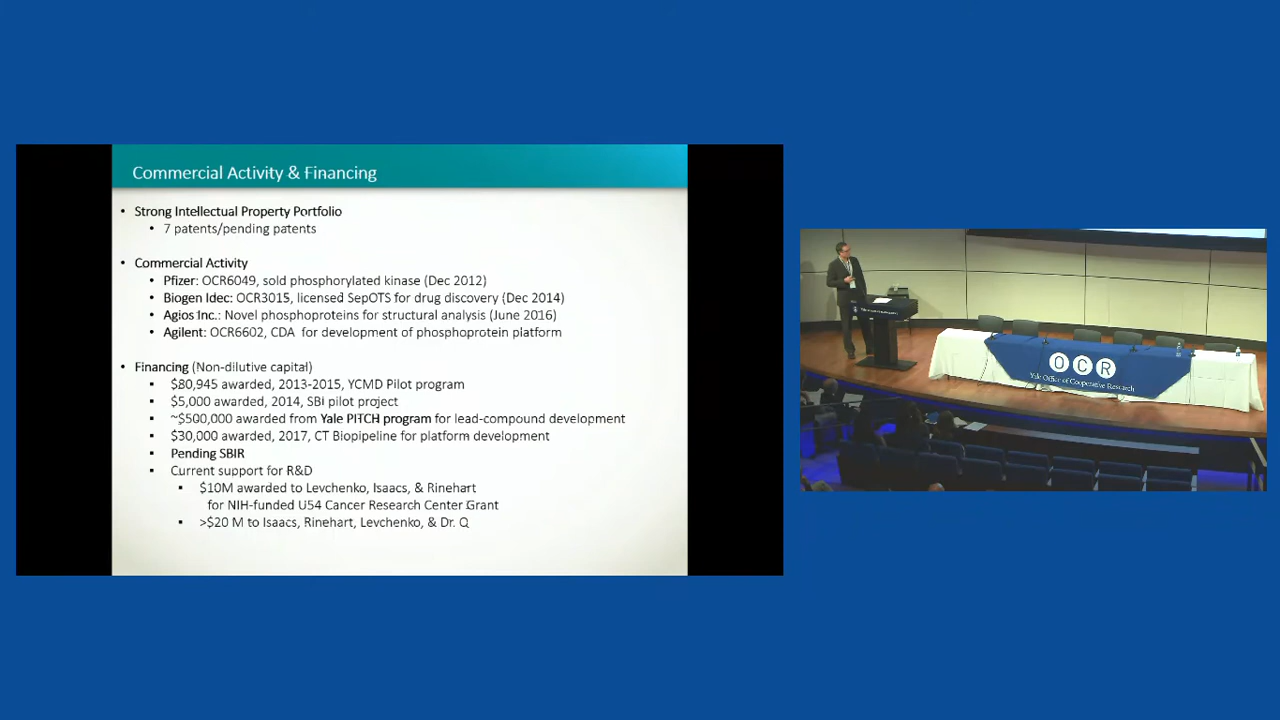 Commercial Activity & Financing
• Strong Intellectual Property Portfolio
• 7 patents/pending patents
• Commercial Activity
• Pfizer: OCR6049, sold phosphorylated kinase (Dec 2012)
• Biogen Idec: OCR3015, licensed SepOTS for drug discovery (Dec 2014)
• Agios Inc.: Novel phosphoproteins for structural analysis (June 2016)
• Agilent: OCR6602, CDA for development of phosphoprotein platform
• Financing (Non-dilutive capital)
▪ $80,945 awarded, 2013-2015, YCMD Pilot program
▪ $5,000 awarded, 2014, SBI pilot project
▪ ~$500,000 awarded from Yale PITCH program for lead-compound development
▪ $30,000 awarded, 2017, CT Biopipeline for platform development
▪ Pending SBIR
▪ Current support for R&D
▪ $10M awarded to Levchenko, Isaacs, & Rinehart
for NIH-funded U54 Cancer Research Center Grant
▪ >$20 M to Isaacs, Rinehart, Levchenko, & Dr. Q
OCR
Yale Office of Cooperative Research